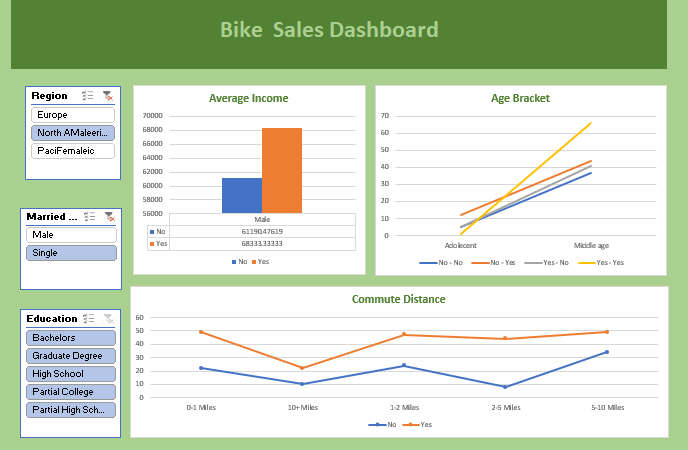 Bike Sales Dashboard
Region
Europe
North AMaleeri...
PaciFemaleic
Married ...
Male
Single
Education
Bachelors
Graduate Degree
High School
Partial College
Partial High Sch...
Average Income
70000
68000
66000
64000
62000
60000
58000
56000
Male
No 61190.47619
Yes 68333.33333
No Yes
Age Bracket
70
60
50
40
30
20
10
0
Adolecent Middle age
No - No No - Yes Yes - No Yes - Yes
Commute Distance
60
50
40
30
20
10
0
0-1 Miles 10+ Miles 1-2 Miles 2-5 Miles 5-10 Miles
No Yes